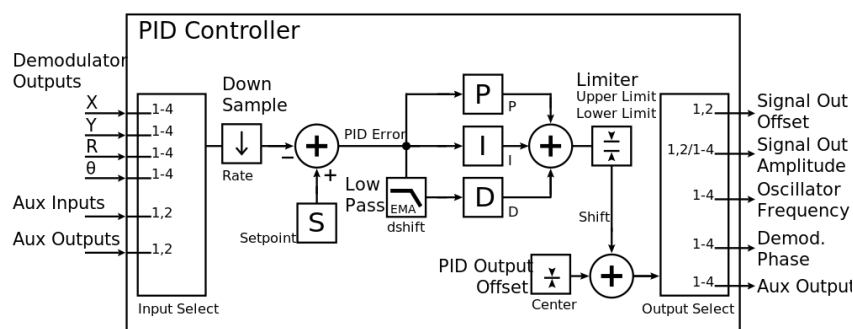 PID Controller
Demodulator
Outputs
X
Y
R
θ
Aux Inputs
Aux Outputs
1-4
1-4
1-4
1-4
1,2
1,2
Input Select
Down
Sample
↓
Rate
−
+
+
S
Setpoint
PID Error
Low
Pass
EMA
dshift
P
P
I
I
D
D
+
Limiter
Upper Limit
Lower Limit
Shift
PID Output
Offset
Center
+
1,2
1,2/1-4
1-4
1-4
1-4
Output Select
Signal Out
Offset
Signal Out
Amplitude
Oscillator
Frequency
Demod.
Phase
Aux Output